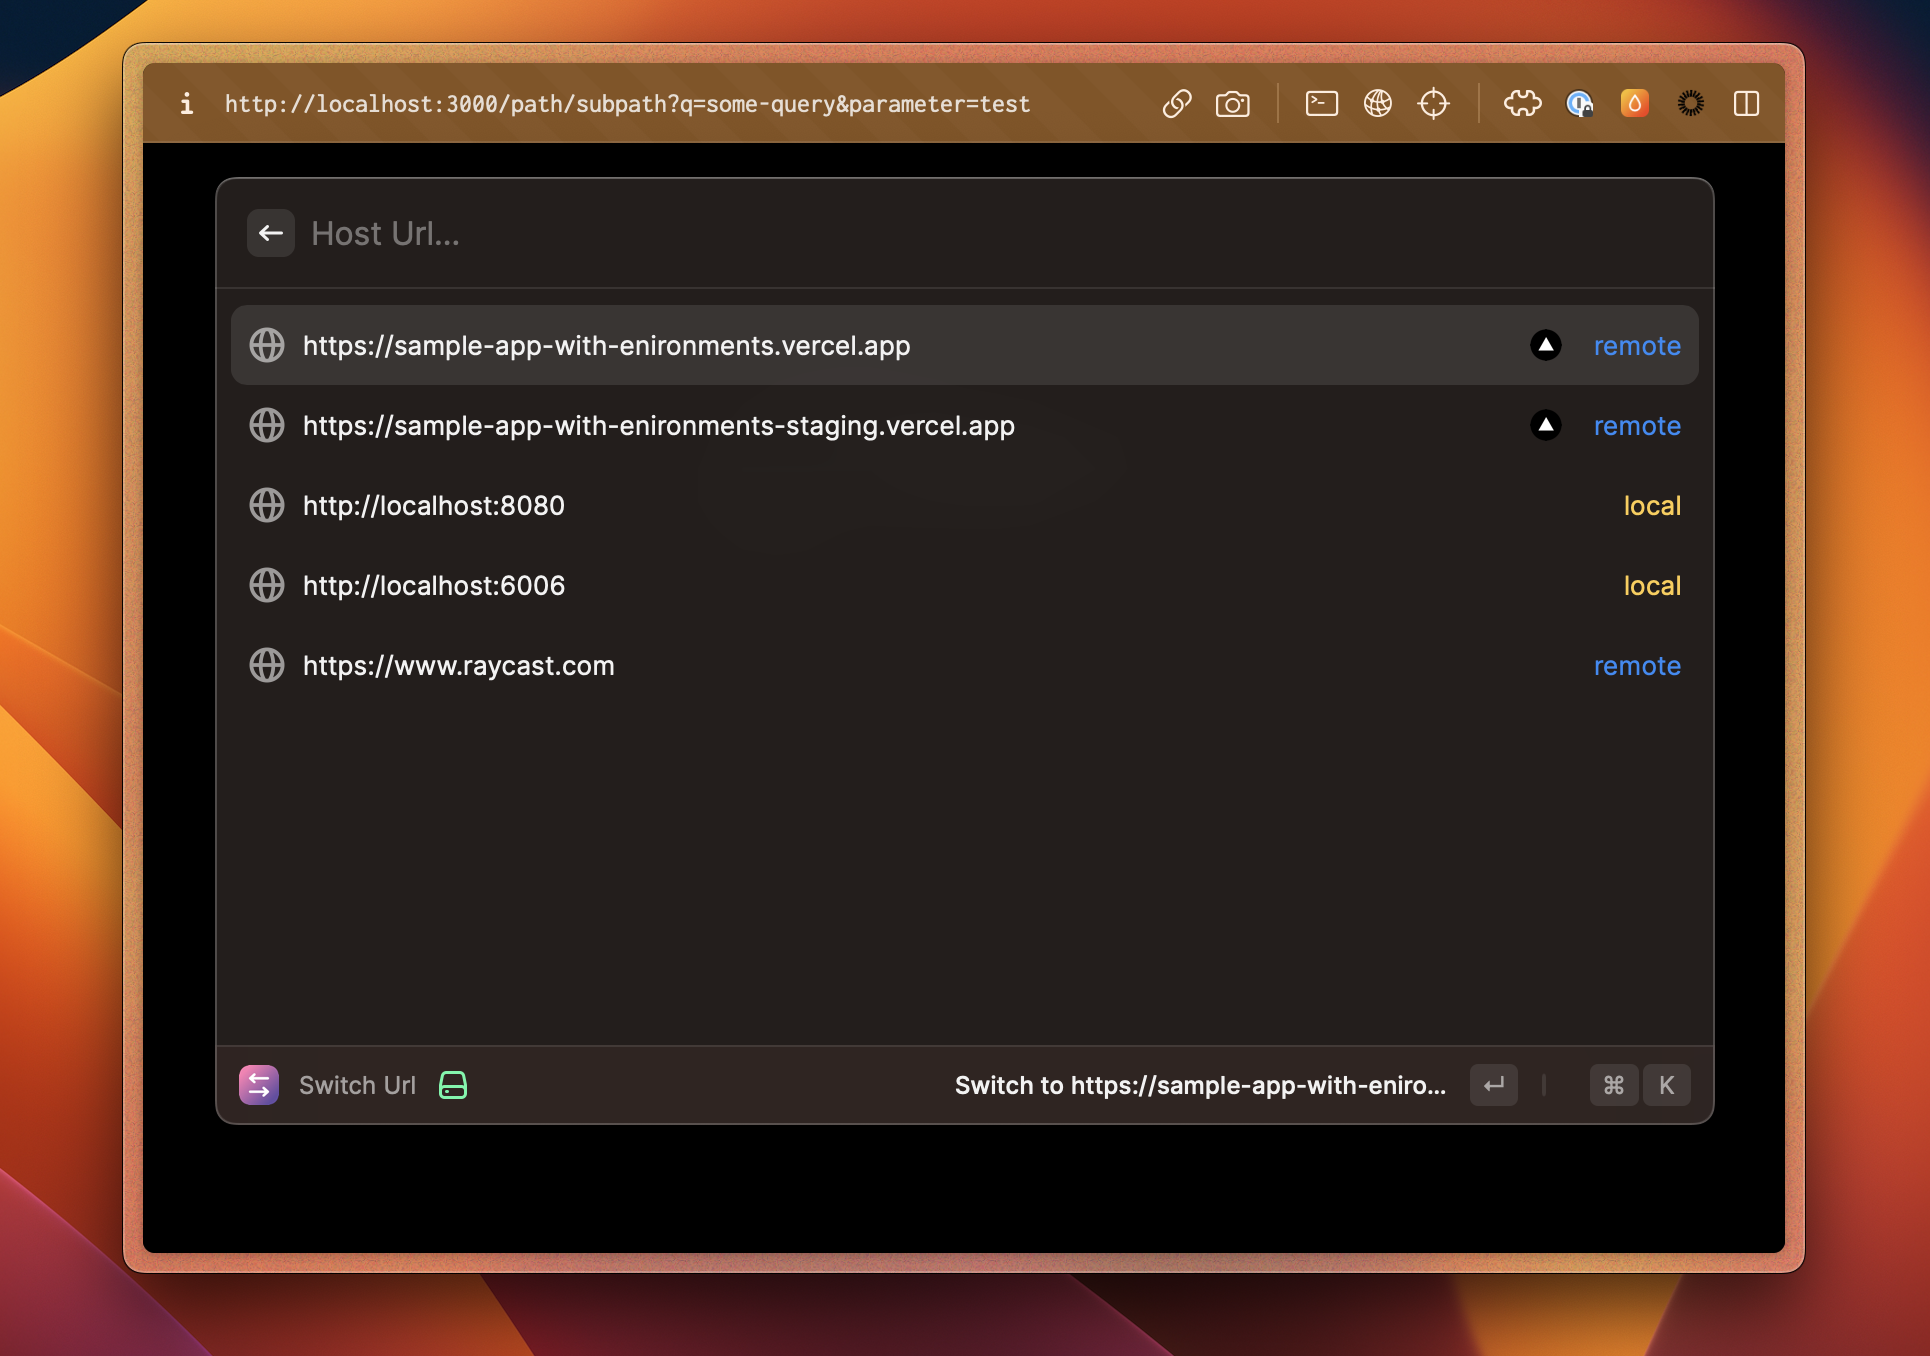 http://localhost:3000/path/subpath?q=some-query&parameter=test
Host Url...
https://sample-app-with-enironments.vercel.app remote
https://sample-app-with-enironments-staging.vercel.app remote
http://localhost:8080 local
http://localhost:6006 local
https://www.raycast.com remote
Switch Url Switch to https://sample-app-with-eniro... ⌘ K